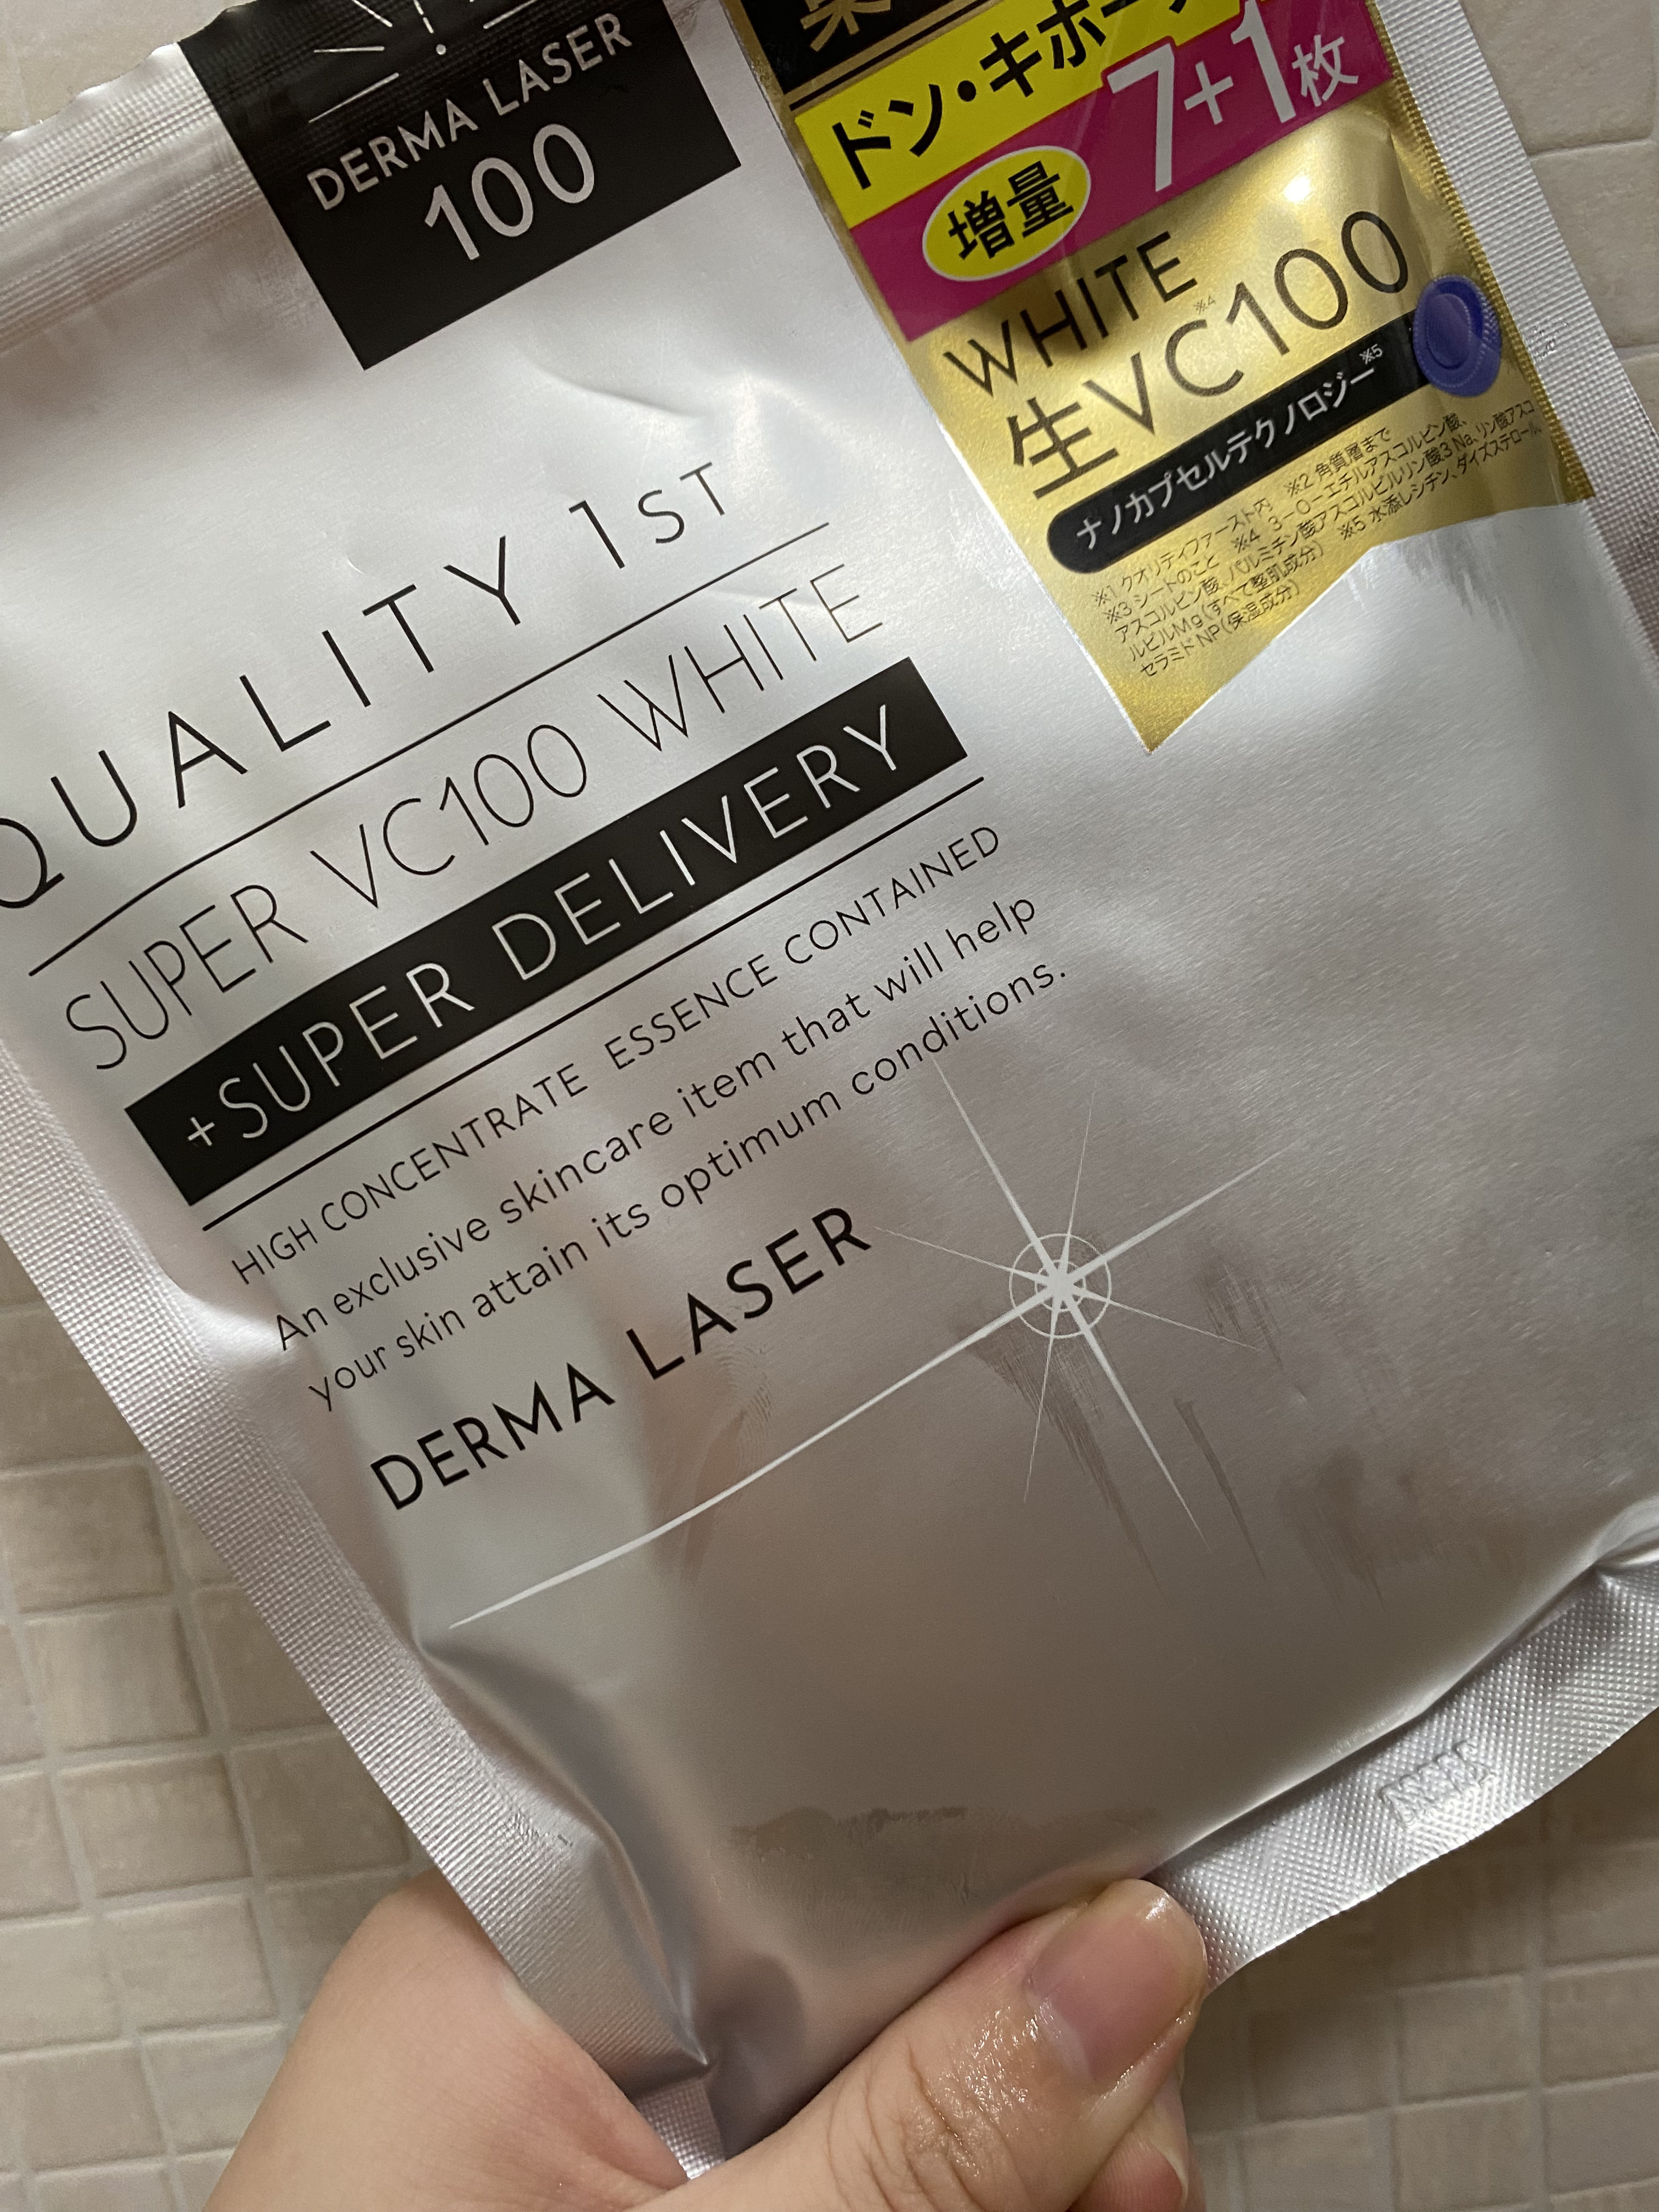 DERMA LASER
100
ドン・キホーテ
増量 7+1枚
WHITE
生VC※4100
ナノカプセルテクノロジー※5
※1 クオリティファースト内 ※2 角質層まで
※3 シートのこと ※4 3-O-エチルアスコルビン酸、
アスコルビン酸、パルミチン酸アスコルビルリン酸3Na、リン酸アスコ
ルビルMg(すべて整肌成分) ※5 水添レシチン、ダイズステロール、
セラミドNP(保湿成分)
QUALITY 1ST
SUPER VC100 WHITE
+SUPER DELIVERY
HIGH CONCENTRATE ESSENCE CONTAINED
An exclusive skincare item that will help
your skin attain its optimum conditions.
DERMA LASER